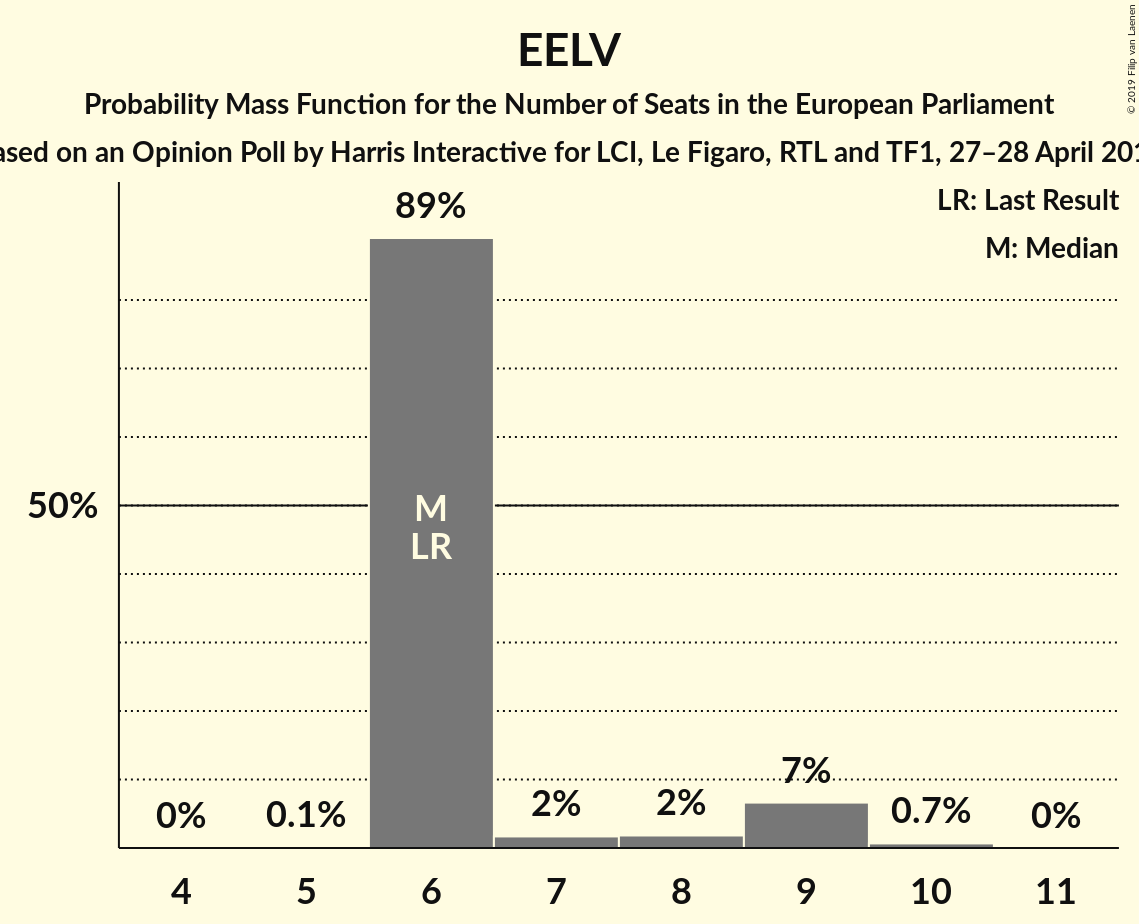 EELV
Probability Mass Function for the Number of Seats in the European Parliament
ased on an Opinion Poll by Harris Interactive for LCI, Le Figaro, RTL and TF1, 27–28 April 201
© 2019 Filip van Laenen
LR: Last Result
M: Median
89%
50%
M
LR
0%
0.1%
2%
2%
7%
0.7%
0%
4 5 6 7 8 9 10 11